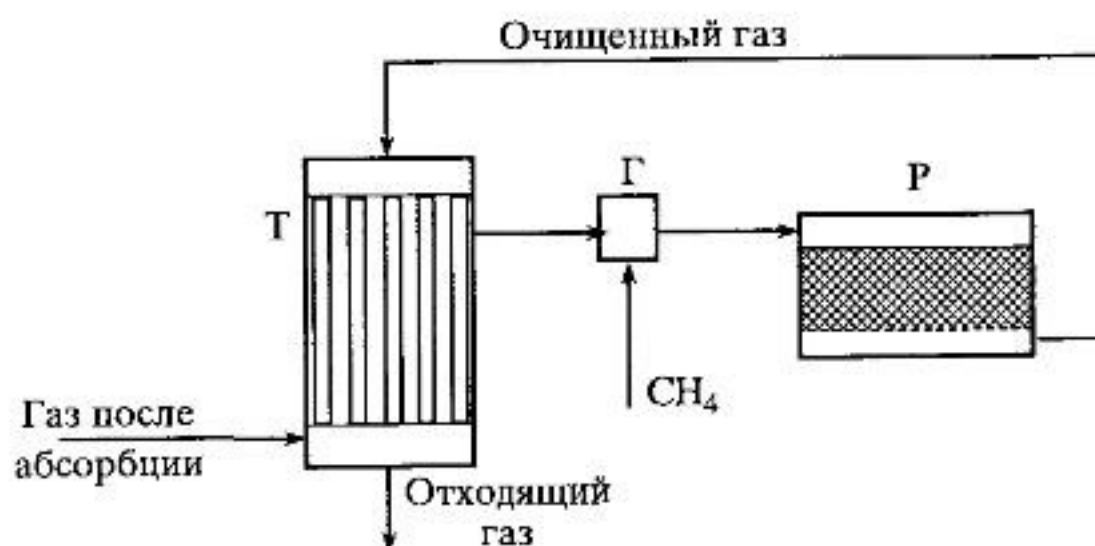 Очищенный газ
Г
Р
Т
CH₄
Газ после
абсорбции
Отходящий
газ